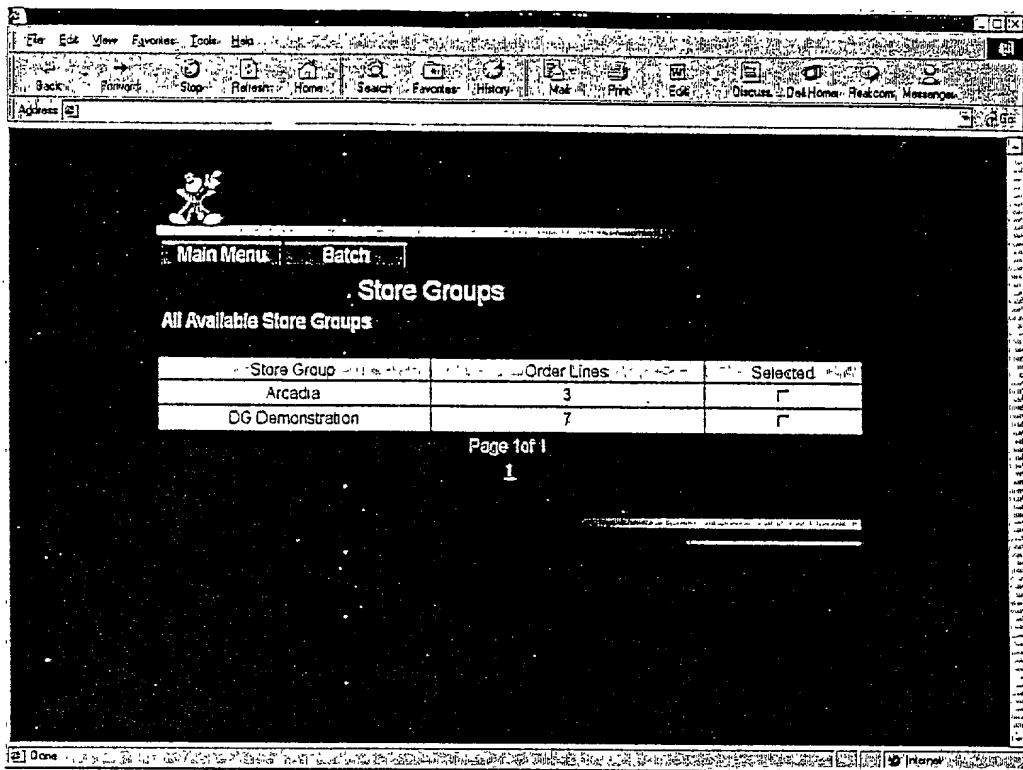 File Edit View Favorites Tools Help
Back Forward Stop Refresh Home Search Favorites History Mail Print Edit Discuss Dell Home Realcom Messenger
Address Go
Main Menu Batch
Store Groups
All Available Store Groups
Store Group Order Lines Selected
Arcadia 3
DG Demonstration 7
Page 1of 1
1
Done Internet